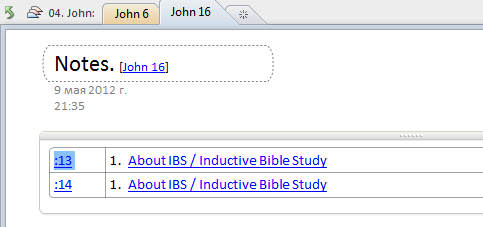 04. John: John 6 John 16
Notes. [John 16]
9 мая 2012 г.
21:35
:13 1. About IBS / Inductive Bible Study
:14 1. About IBS / Inductive Bible Study